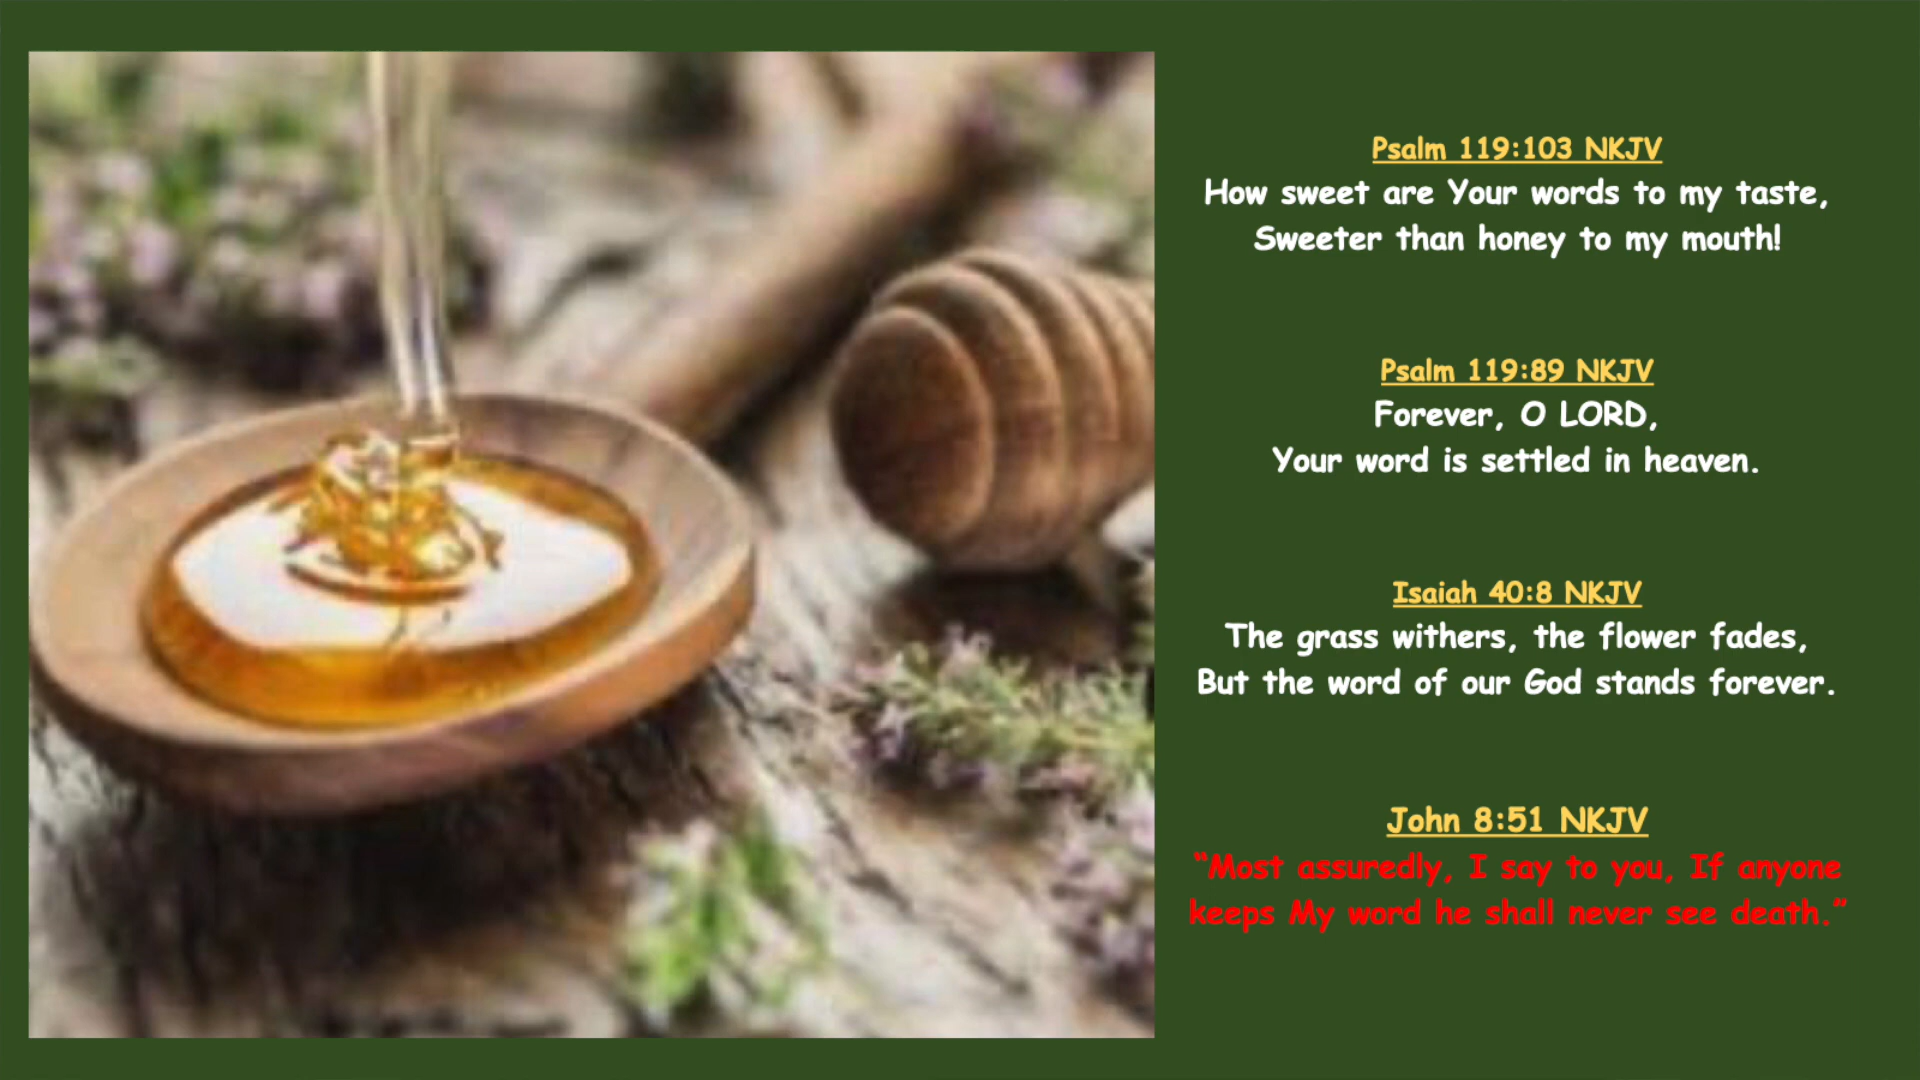 Psalm 119:103 NKJV
How sweet are Your words to my taste,
Sweeter than honey to my mouth!
Psalm 119:89 NKJV
Forever, O LORD,
Your word is settled in heaven.
Isaiah 40:8 NKJV
The grass withers, the flower fades,
But the word of our God stands forever.
John 8:51 NKJV
“Most assuredly, I say to you, If anyone
keeps My word he shall never see death.”